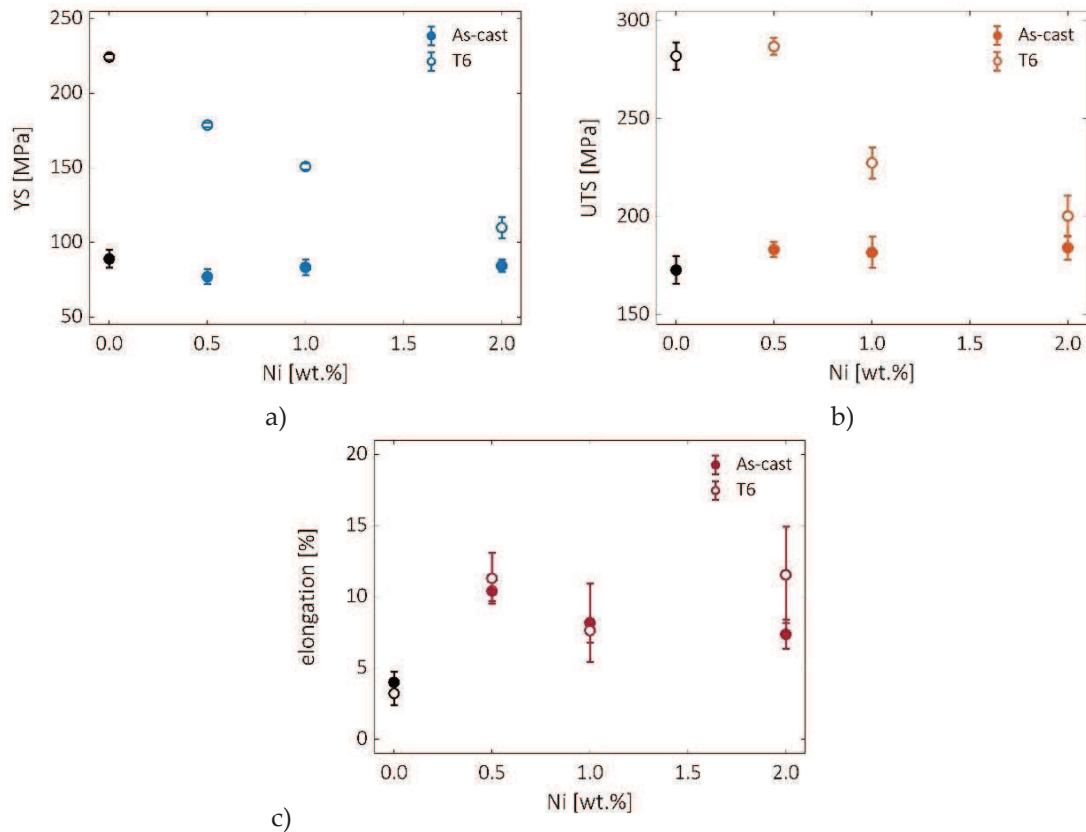 250
200
150
100
50
YS [MPa]
As-cast
T6
0.0 0.5 1.0 1.5 2.0
Ni [wt.%]
a)
300
250
200
150
UTS [MPa]
As-cast
T6
0.0 0.5 1.0 1.5 2.0
Ni [wt.%]
b)
20
15
10
5
0
elongation [%]
As-cast
T6
0.0 0.5 1.0 1.5 2.0
Ni [wt.%]
c)